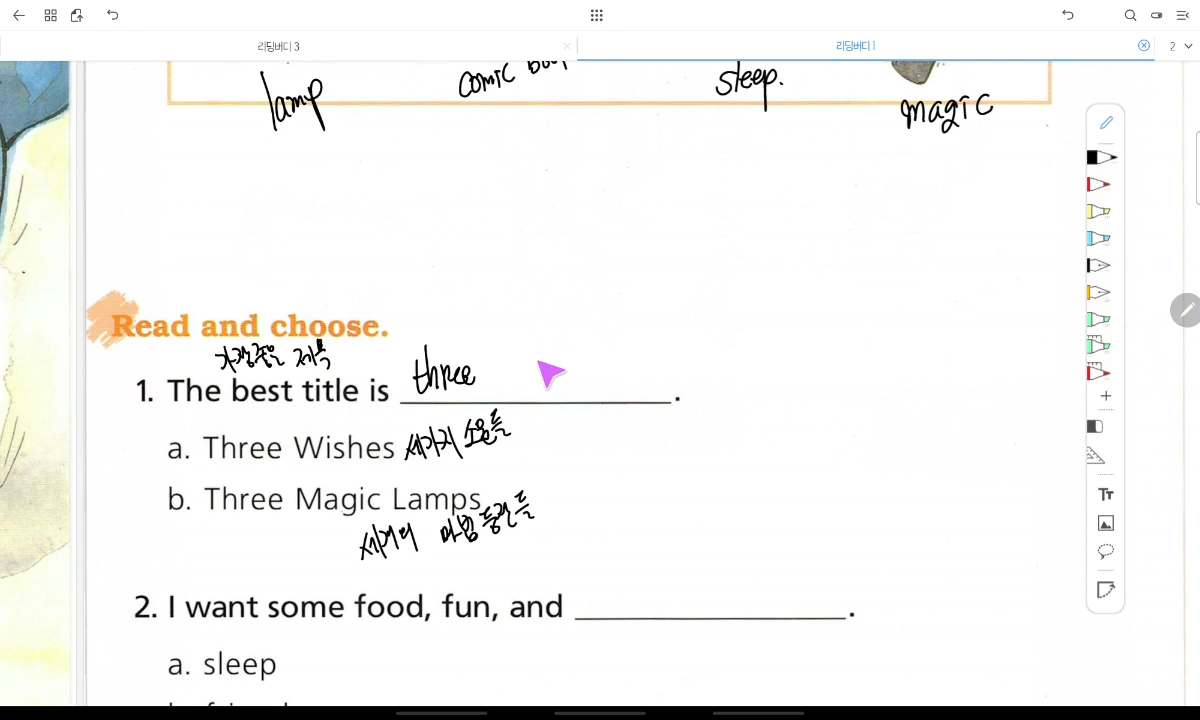 리딩버디 3
리딩버디 1
2
lamp comic sleep. magic
Read and choose.
가장좋은 제목
1. The best title is three .
a. Three Wishes 세가지 소원들
b. Three Magic Lamps
세개의 마법 등잔들
2. I want some food, fun, and .
a. sleep
Tт